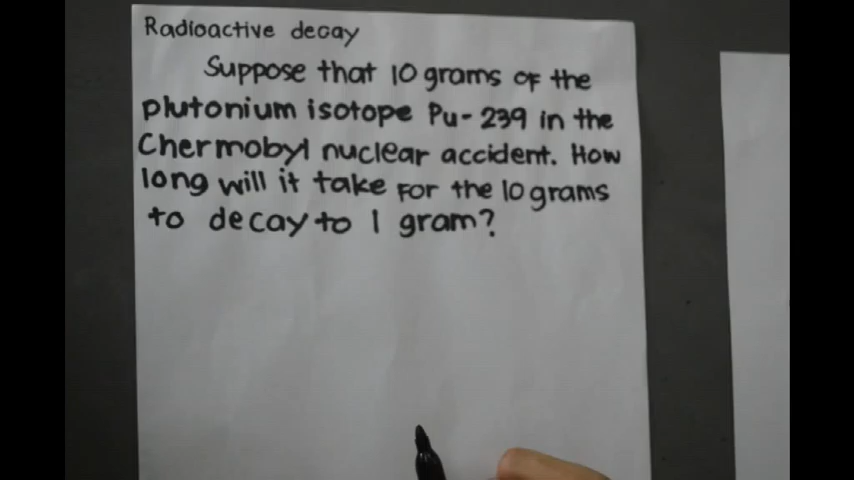 Radioactive decay
Suppose that 10 grams of the
plutonium isotope Pu-239 in the
Chermobyl nuclear accident. How
long will it take for the 10 grams
to decay to 1 gram?